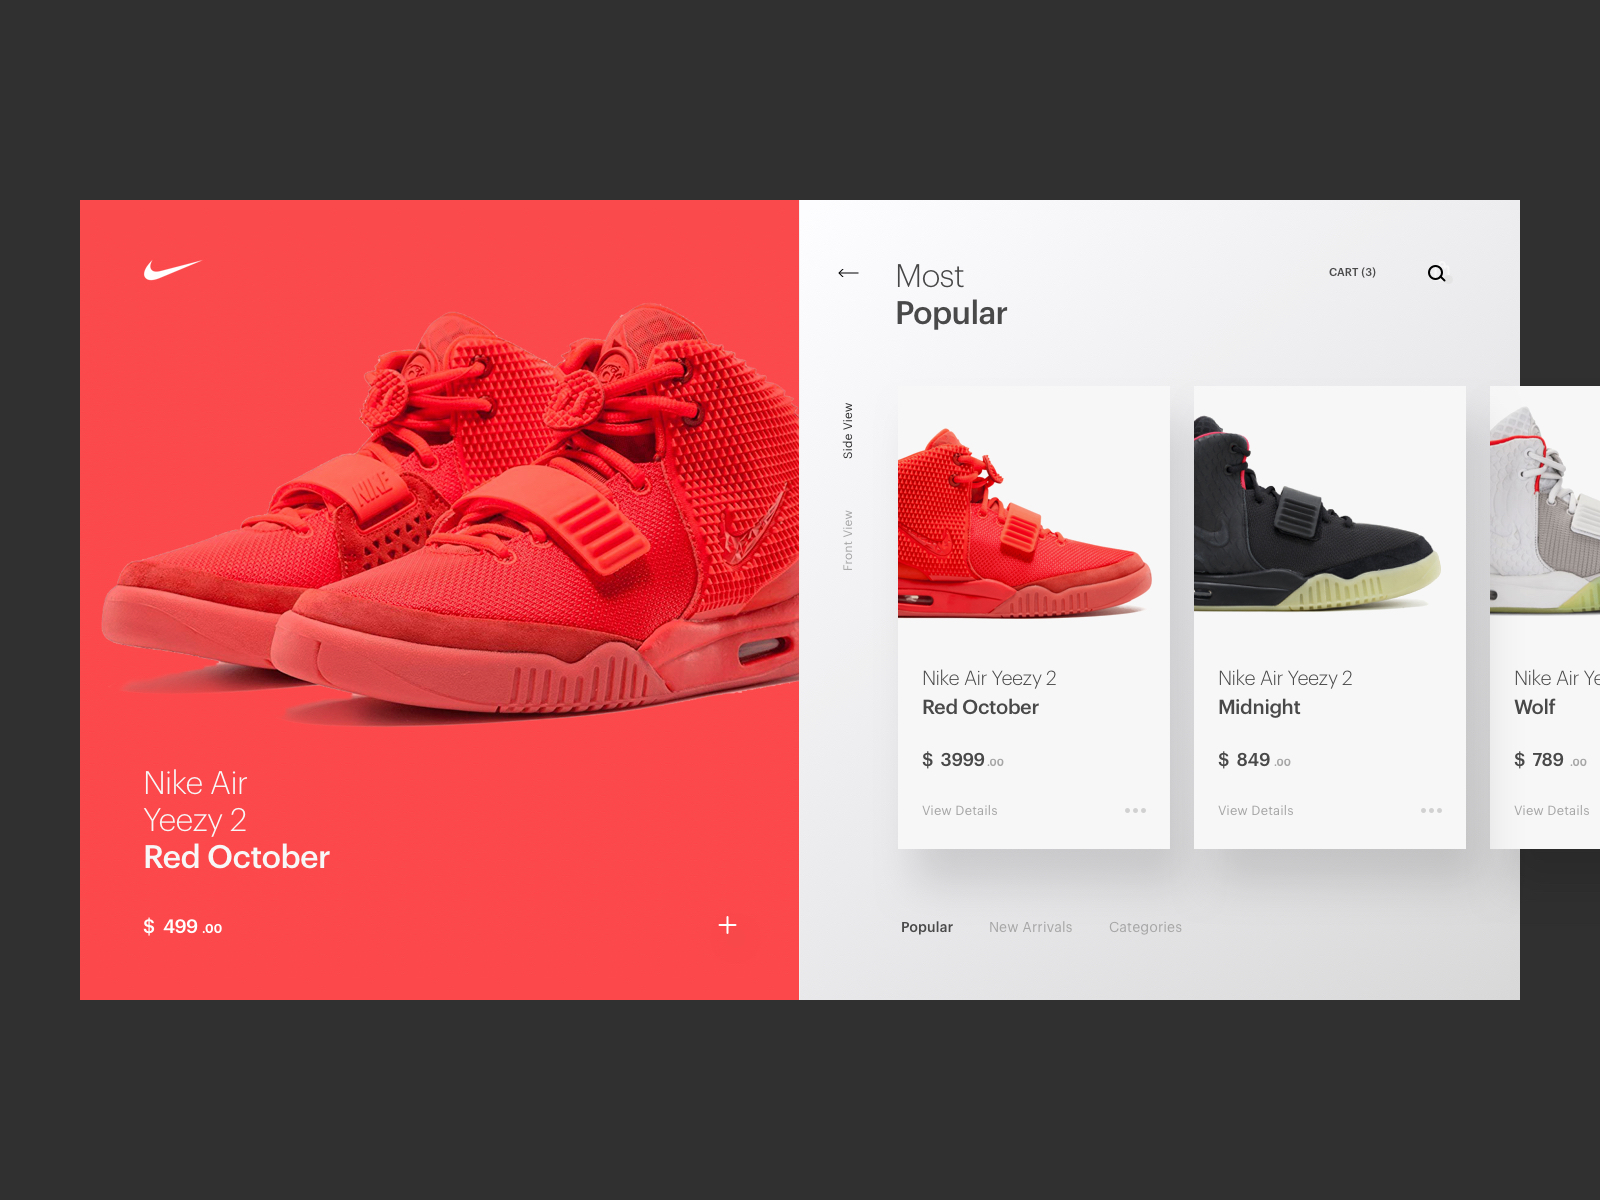 NIKE
Nike Air
Yeezy 2
Red October
$ 499 .00
Most
Popular
CART (3)
Side View
Front View
Nike Air Yeezy 2
Red October
$ 3999 .00
View Details
Nike Air Yeezy 2
Midnight
$ 849 .00
View Details
Nike Air Ye
Wolf
$ 789 .00
View Details
Popular
New Arrivals
Categories